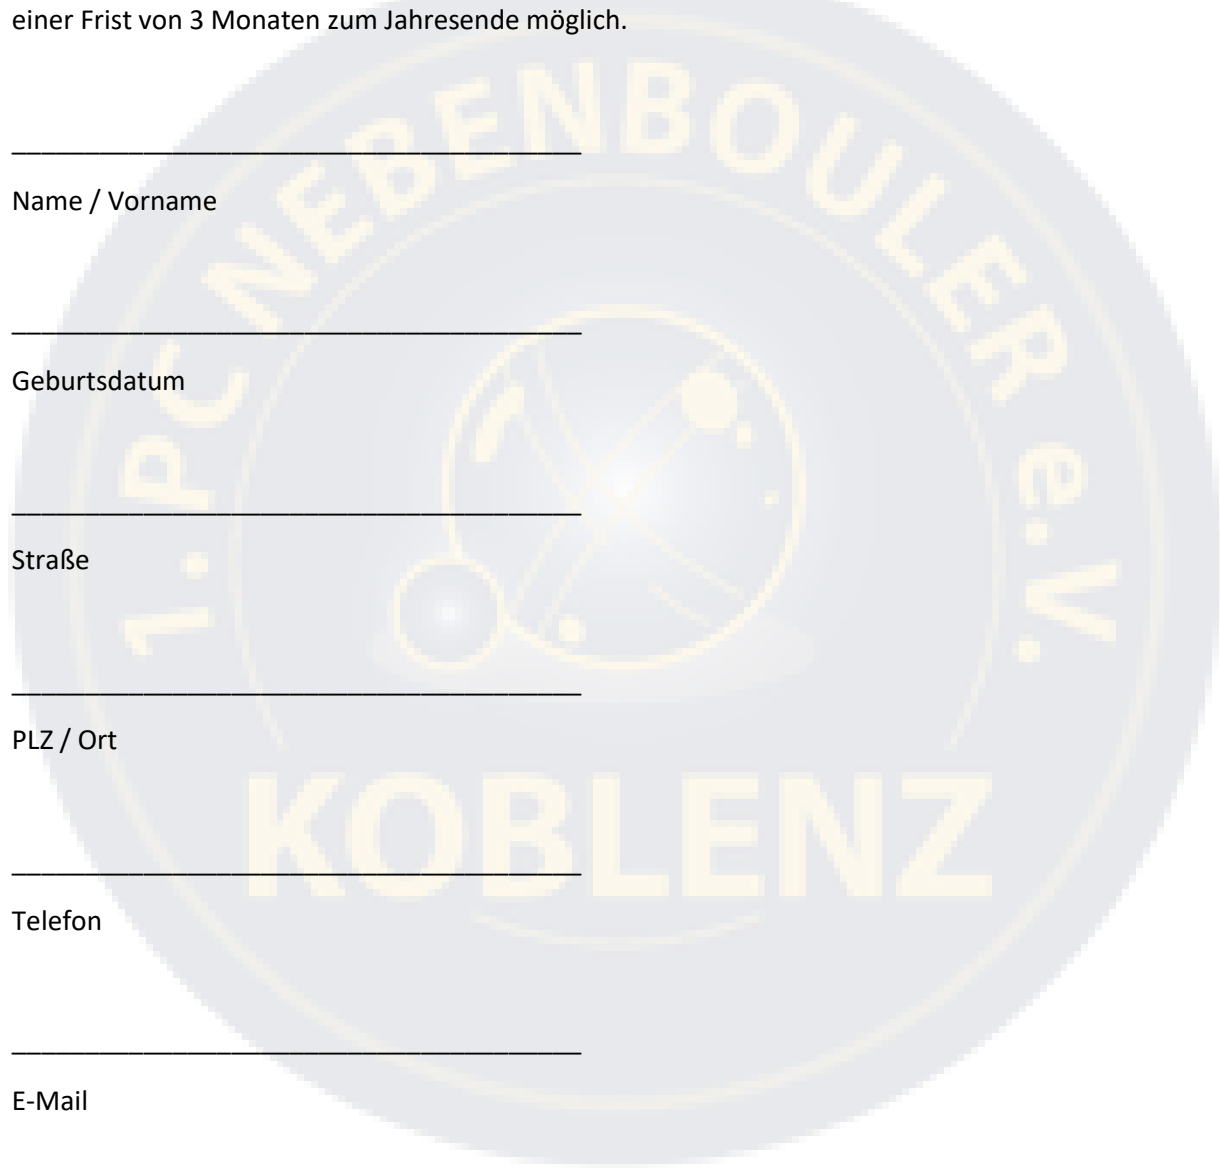 einer Frist von 3 Monaten zum Jahresende möglich.
1. PC NEBENBOULER e.V.
Name / Vorname
Geburtsdatum
Straße
PLZ / Ort
KOBLENZ
Telefon
E-Mail